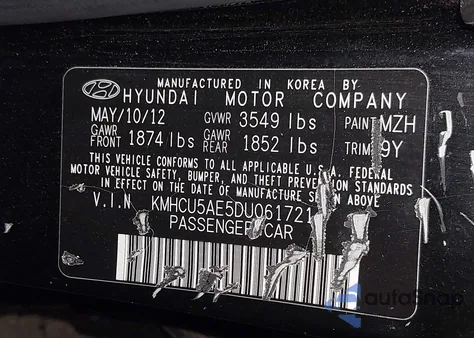 MANUFACTURED IN KOREA BY
HYUNDAI MOTOR COMPANY
MAY/10/12 GVWR 3549 lbs PAINT MZH
GAWR FRONT 1874 lbs GAWR REAR 1852 lbs TRIM 9Y
THIS VEHICLE CONFORMS TO ALL APPLICABLE U.S.A. FEDERAL
MOTOR VEHICLE SAFETY, BUMPER, AND THEFT PREVENTION STANDARDS
IN EFFECT ON THE DATE OF MANUFACTURE SHOWN ABOVE
V.I.N KMHCU5AE5DU061721
PASSENGER CAR
autoSnap